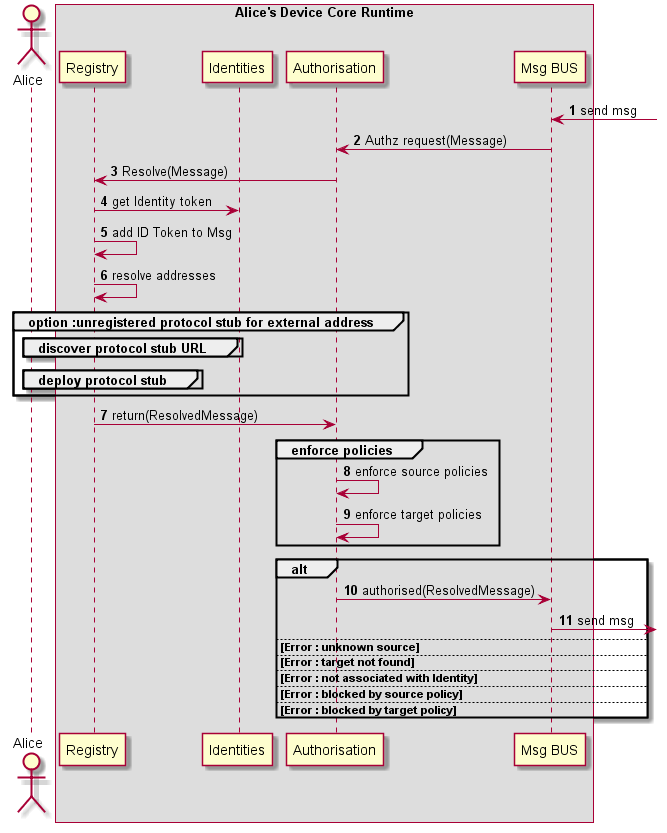 Alice's Device Core Runtime
Alice
Registry
Identities
Authorisation
Msg BUS
1 send msg
2 Authz request(Message)
3 Resolve(Message)
4 get Identity token
5 add ID Token to Msg
6 resolve addresses
option :unregistered protocol stub for external address
discover protocol stub URL
deploy protocol stub
7 return(ResolvedMessage)
enforce policies
8 enforce source policies
9 enforce target policies
alt
10 authorised(ResolvedMessage)
11 send msg
[Error : unknown source]
[Error : target not found]
[Error : not associated with Identity]
[Error : blocked by source policy]
[Error : blocked by target policy]
Alice
Registry
Identities
Authorisation
Msg BUS